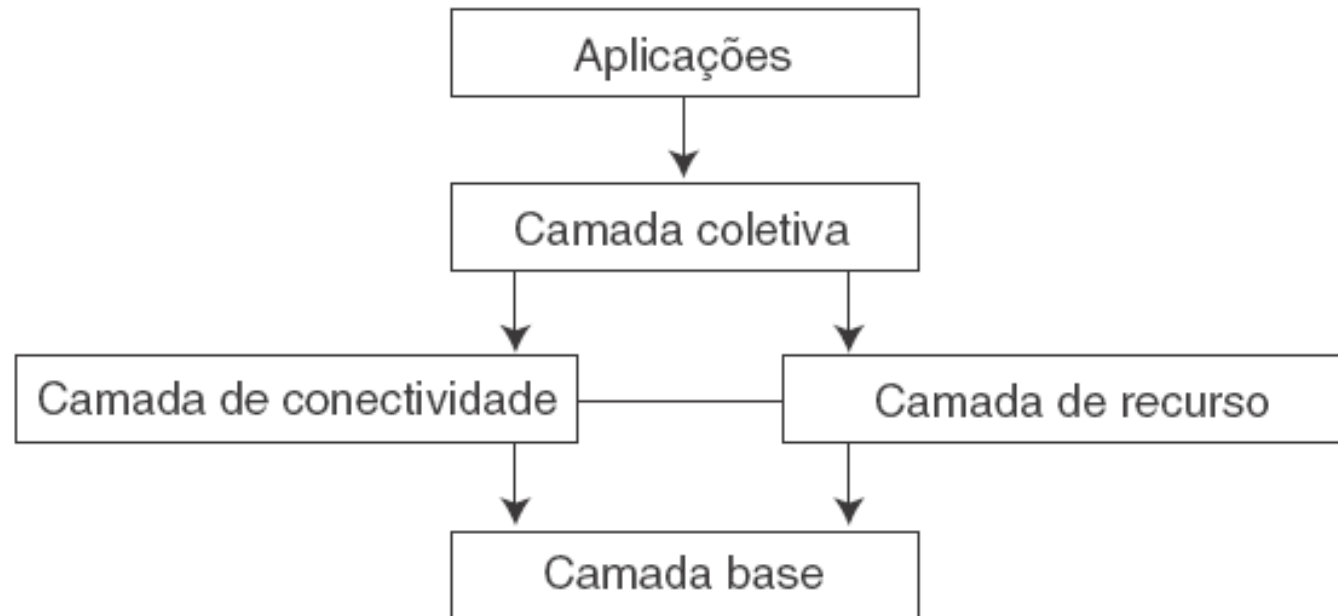 Aplicações
Camada coletiva
Camada de conectividade
Camada de recurso
Camada base